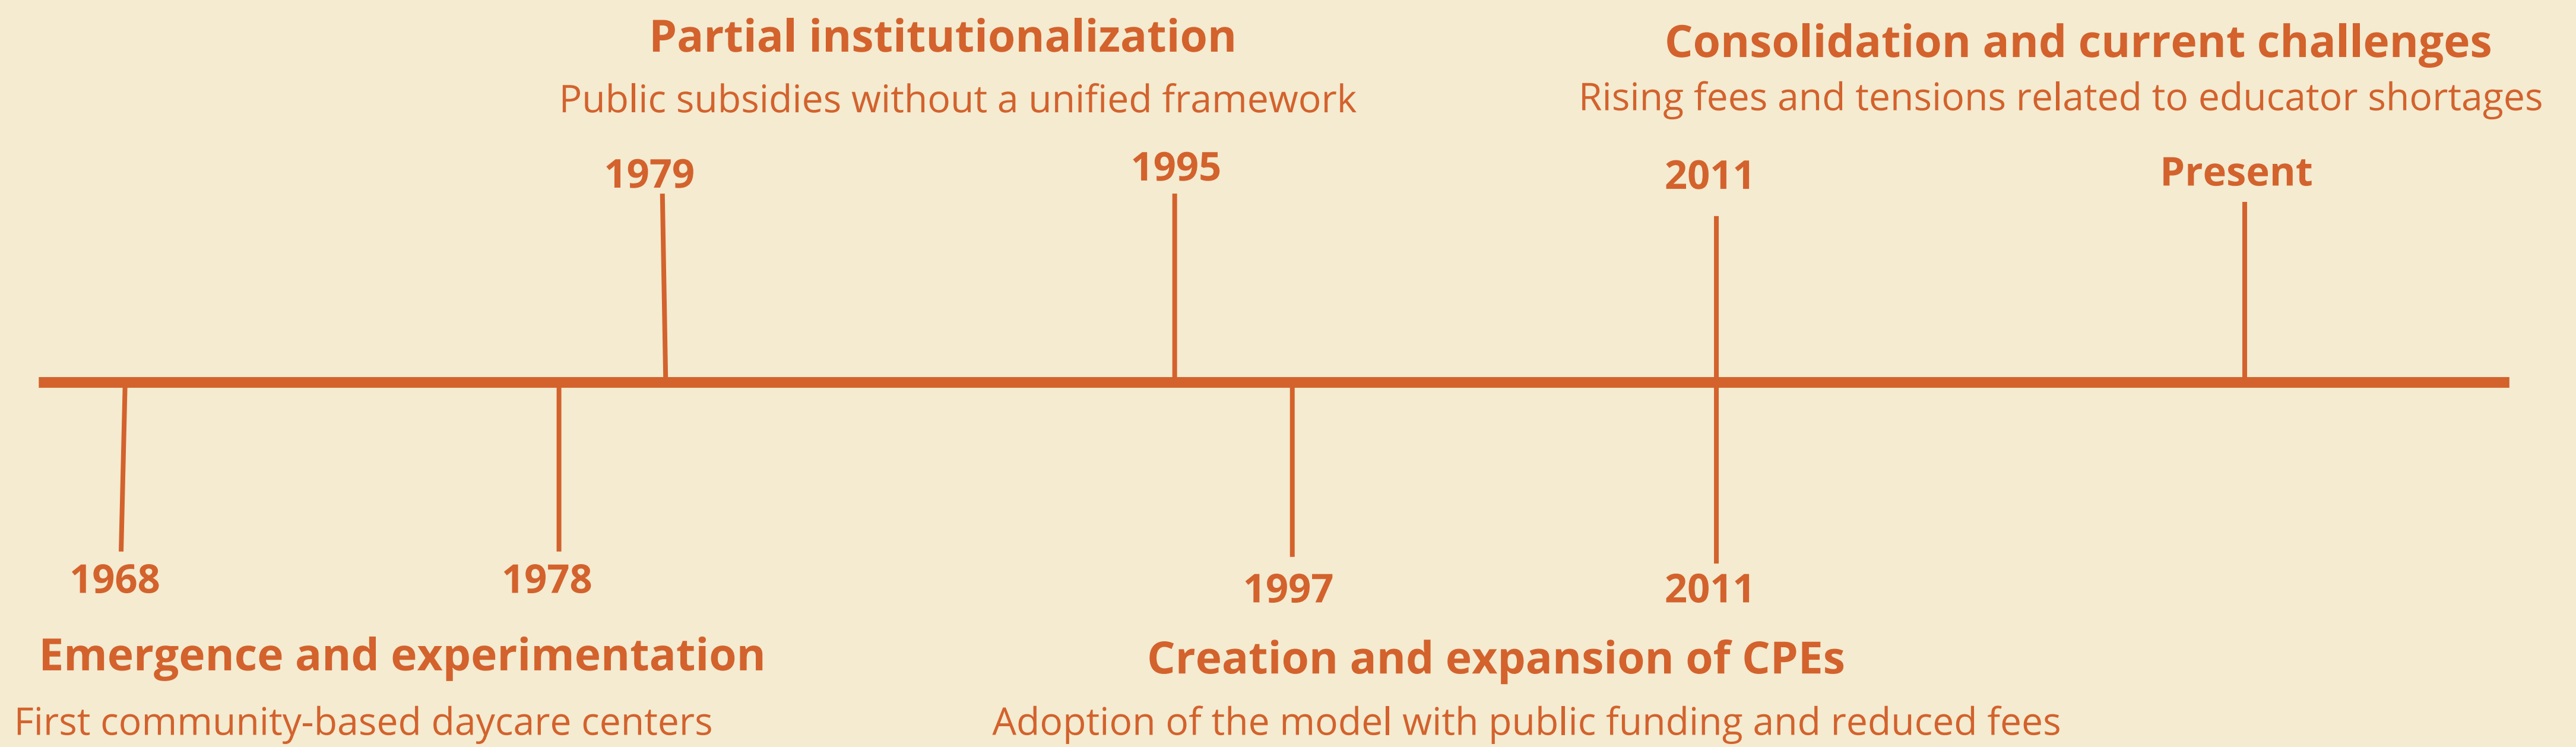 Partial institutionalization
Public subsidies without a unified framework
1979
1995
Consolidation and current challenges
Rising fees and tensions related to educator shortages
2011
Present
1968
1978
Emergence and experimentation
First community-based daycare centers
1997
2011
Creation and expansion of CPEs
Adoption of the model with public funding and reduced fees